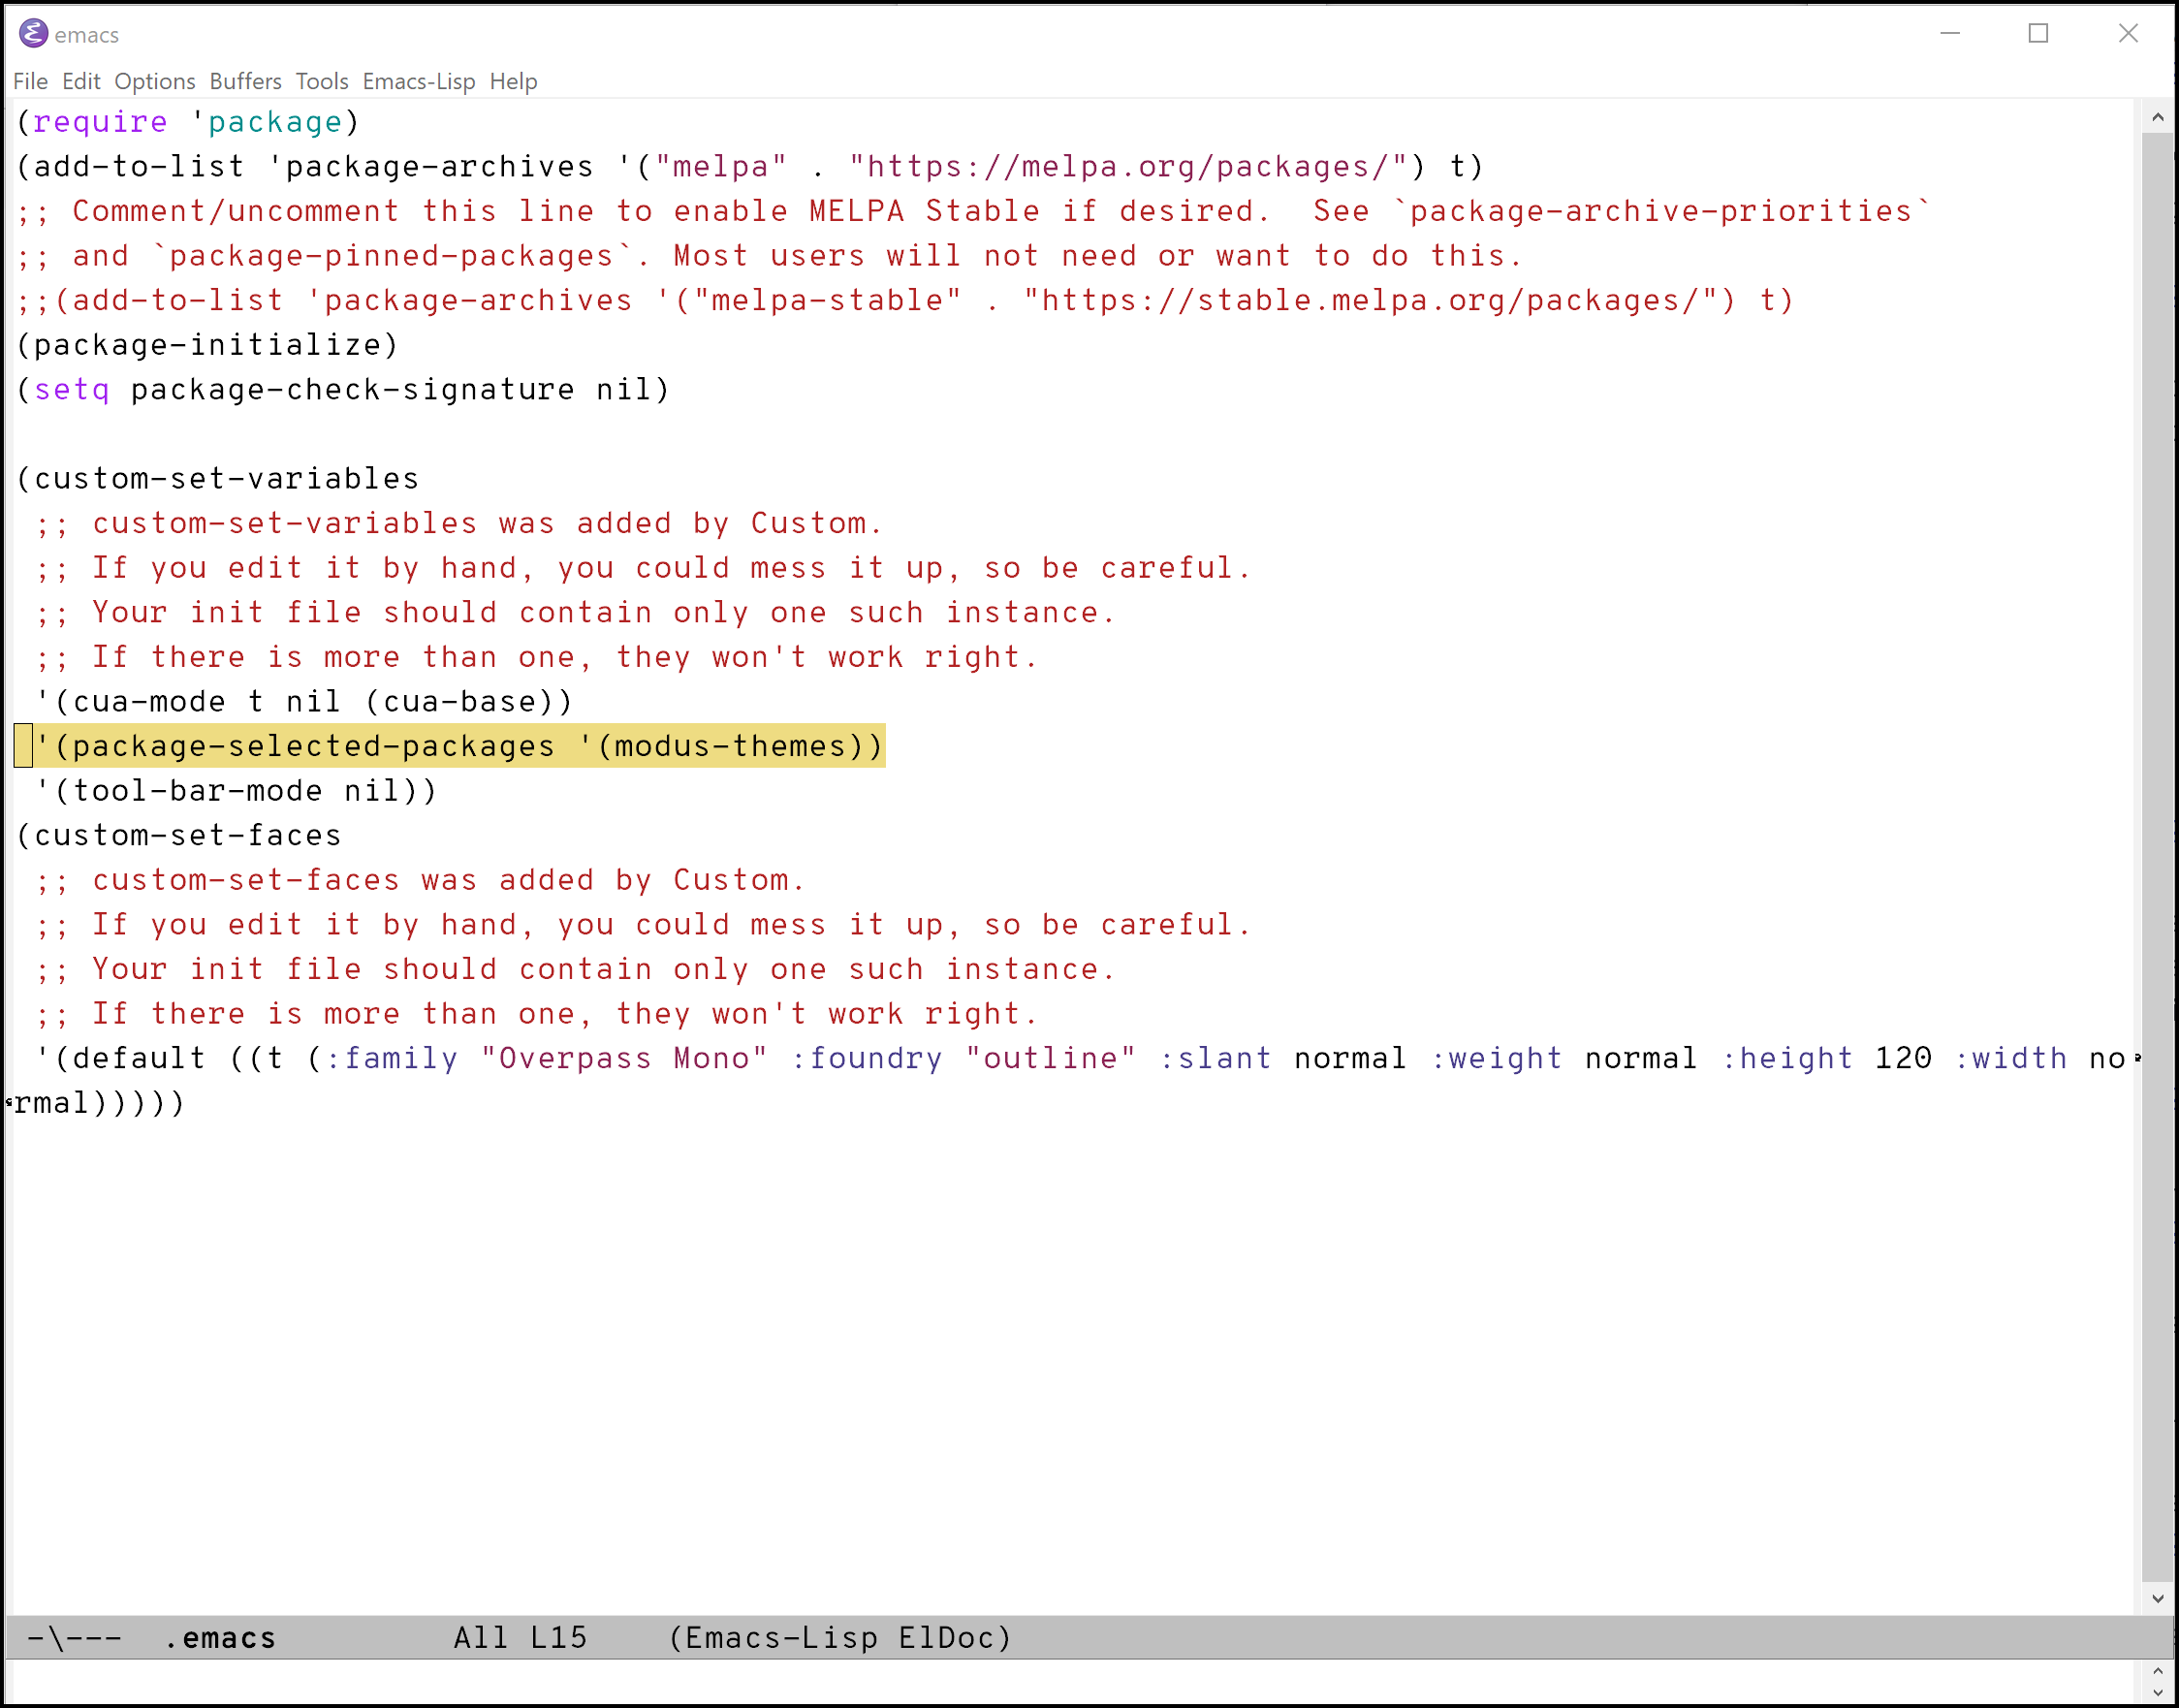 emacs
File Edit Options Buffers Tools Emacs-Lisp Help
(require 'package)
(add-to-list 'package-archives '("melpa" . "https://melpa.org/packages/") t)
;; Comment/uncomment this line to enable MELPA Stable if desired.  See `package-archive-priorities`
;; and `package-pinned-packages`. Most users will not need or want to do this.
;;(add-to-list 'package-archives '("melpa-stable" . "https://stable.melpa.org/packages/") t)
(package-initialize)
(setq package-check-signature nil)

(custom-set-variables
 ;; custom-set-variables was added by Custom.
 ;; If you edit it by hand, you could mess it up, so be careful.
 ;; Your init file should contain only one such instance.
 ;; If there is more than one, they won't work right.
 '(cua-mode t nil (cua-base))
 '(package-selected-packages '(modus-themes))
 '(tool-bar-mode nil))
(custom-set-faces
 ;; custom-set-faces was added by Custom.
 ;; If you edit it by hand, you could mess it up, so be careful.
 ;; Your init file should contain only one such instance.
 ;; If there is more than one, they won't work right.
 '(default ((t (:family "Overpass Mono" :foundry "outline" :slant normal :weight normal :height 120 :width no
rmal)))))
-\---  .emacs         All L15    (Emacs-Lisp ElDoc)